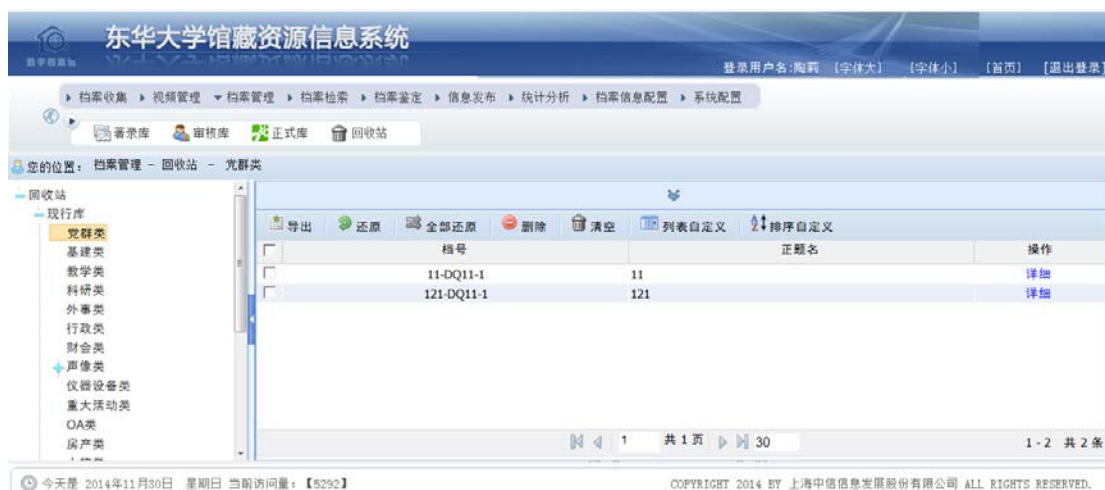 东华大学馆藏资源信息系统
登录用户名:陶莉 [字体大] [字体小] [首页] [退出登录]
档案收集 视频管理 档案管理 档案检索 档案鉴定 信息发布 统计分析 档案信息配置 系统配置
著录库 审核库 正式库 回收站
您的位置: 档案管理 - 回收站 - 党群类
回收站
现行库
党群类
基建类
教学类
科研类
外事类
行政类
财会类
声像类
仪器设备类
重大活动类
OA类
房产类
导出 还原 全部还原 删除 清空 列表自定义 排序自定义
档号 正题名 操作
11-DQ11-1 11 详细
121-DQ11-1 121 详细
1 共 1 页 30 1 - 2 共 2 条
今天是 2014年11月30日 星期日 当前访问量:【5292】 COPYRIGHT 2014 BY 上海中信信息发展股份有限公司 ALL RIGHTS RESERVED.